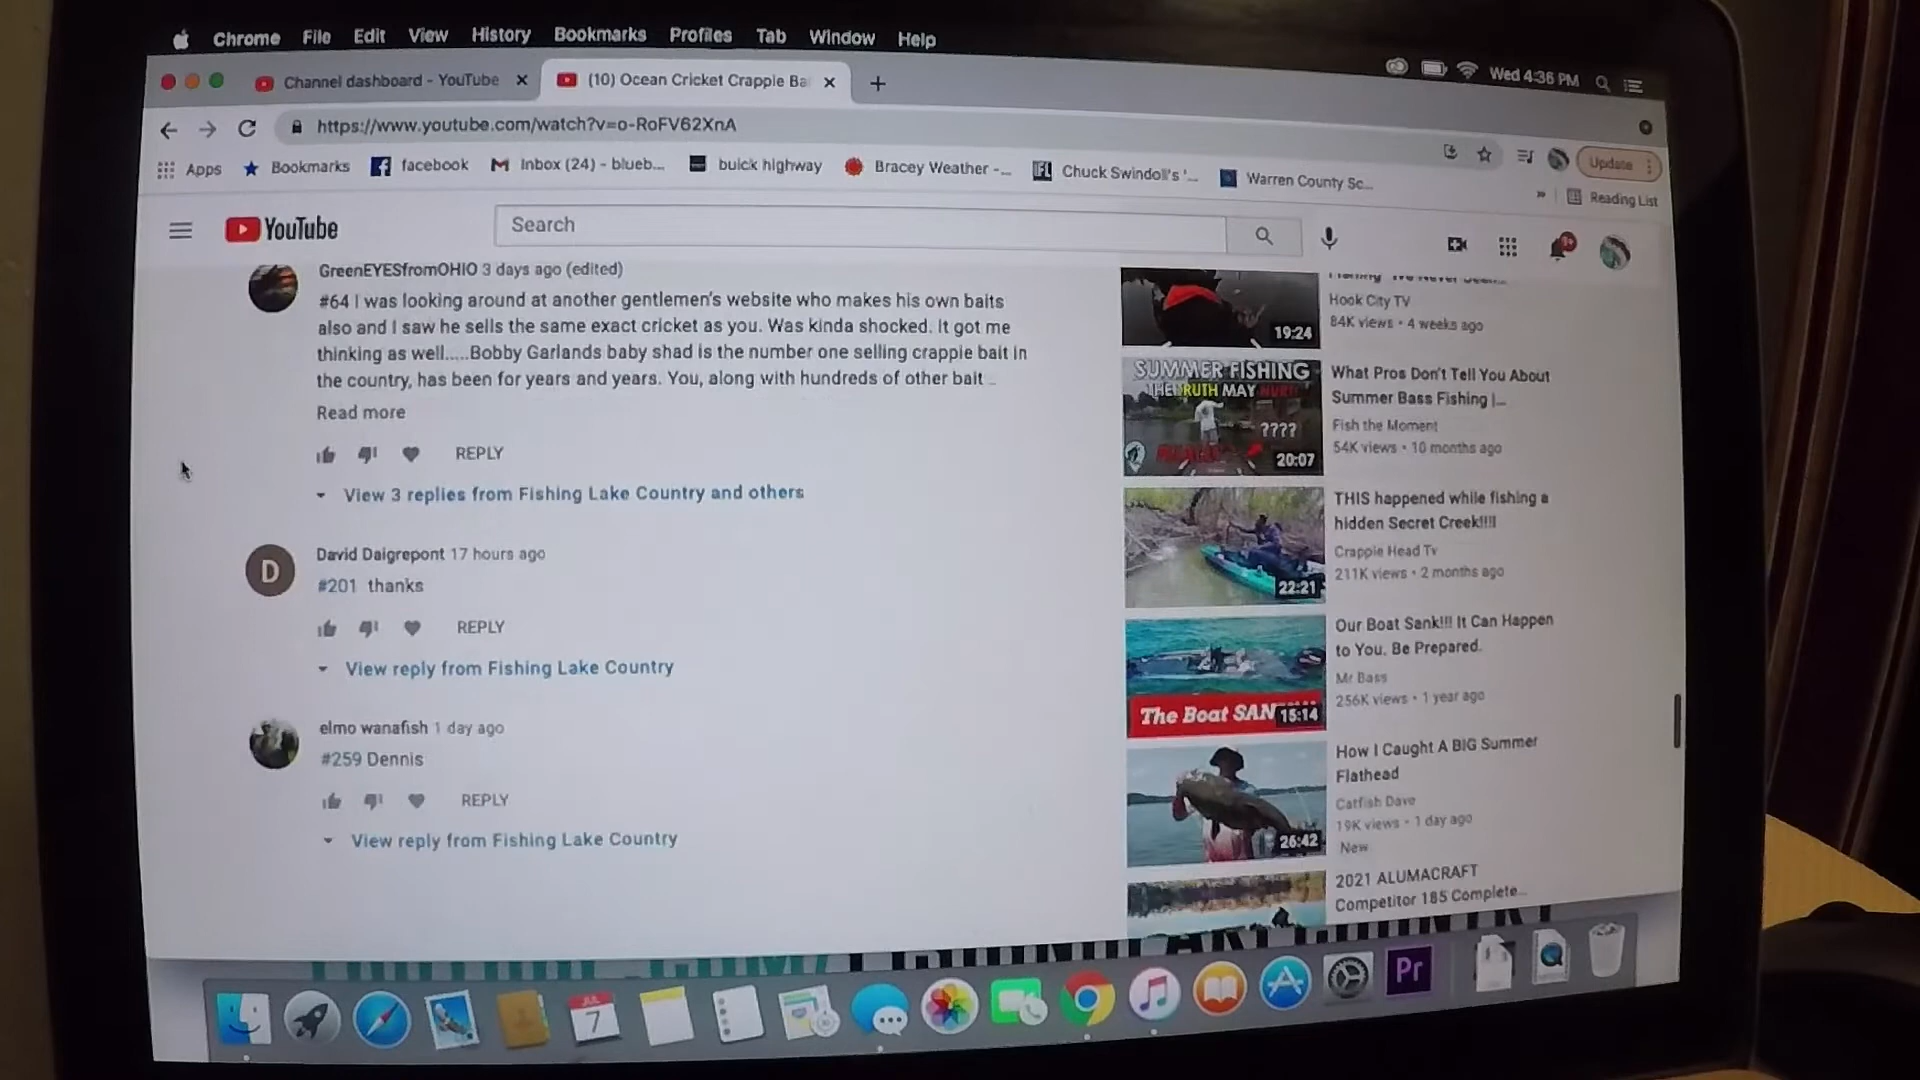 Chrome File Edit View History Bookmarks Profiles Tab Window Help
Wed 4:36 PM
Channel dashboard - YouTube
(10) Ocean Cricket Crappie Ba
https://www.youtube.com/watch?v=o-RoFV62XnA
Update
Apps
Bookmarks
facebook
Inbox (24) - blueb...
buick highway
Bracey Weather -...
Chuck Swindoll's '...
Warren County Sc...
Reading List
YouTube
Search
GreenEYESfromOHIO 3 days ago (edited)
#64 I was looking around at another gentlemen's website who makes his own baits
also and I saw he sells the same exact cricket as you. Was kinda shocked. It got me
thinking as well.....Bobby Garlands baby shad is the number one selling crappie bait in
the country, has been for years and years. You, along with hundreds of other bait ..
Read more
REPLY
View 3 replies from Fishing Lake Country and others
D
David Daigrepont 17 hours ago
#201 thanks
REPLY
View reply from Fishing Lake Country
elmo wanafish 1 day ago
#259 Dennis
REPLY
View reply from Fishing Lake Country
19:24
Hook City TV
84K views • 4 weeks ago
SUMMER FISHING
THE TRUTH MAY HURT
????
20:07
What Pros Don't Tell You About
Summer Bass Fishing |...
Fish the Moment
54K views • 10 months ago
22:21
THIS happened while fishing a
hidden Secret Creek!!!!
Crappie Head Tv
211K views • 2 months ago
The Boat SAN
15:14
Our Boat Sank!!! It Can Happen
to You. Be Prepared.
Mr Bass
256K views • 1 year ago
26:42
How I Caught A BIG Summer
Flathead
Catfish Dave
19K views • 1 day ago
New
2021 ALUMACRAFT
Competitor 185 Complete...
JUL
7
Pr